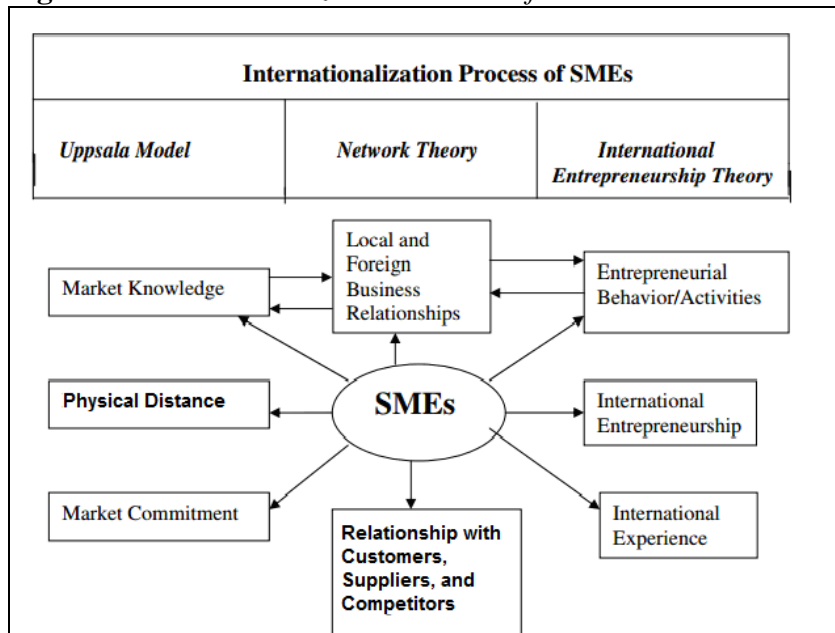 Internationalization Process of SMEs
Uppsala Model
Network Theory
International
Entrepreneurship Theory
Local and
Foreign
Business
Relationships
Market Knowledge
Entrepreneurial
Behavior/Activities
Physical Distance
SMEs
International
Entrepreneurship
Market Commitment
Relationship with
Customers,
Suppliers, and
Competitors
International
Experience